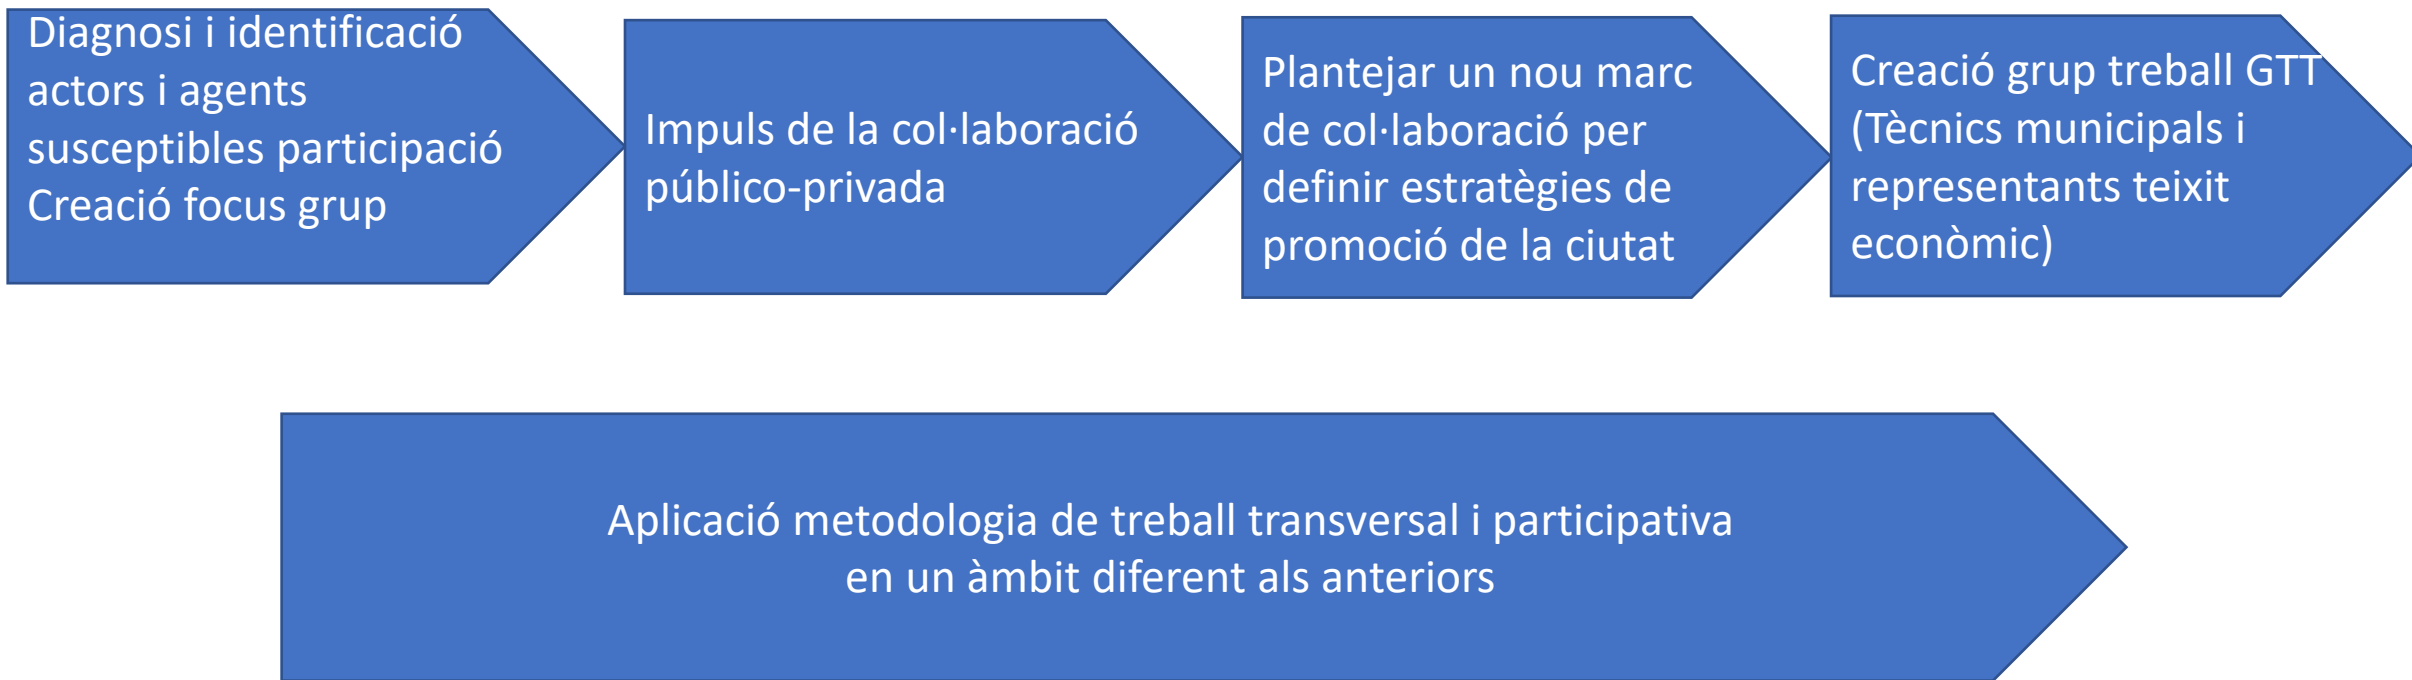 Diagnosi i identificació
actors i agents
susceptibles participació
Creació focus grup
Impuls de la col·laboració
público-privada
Plantejar un nou marc
de col·laboració per
definir estratègies de
promoció de la ciutat
Creació grup treball GTT
(Tècnics municipals i
representants teixit
econòmic)
Aplicació metodologia de treball transversal i participativa
en un àmbit diferent als anteriors